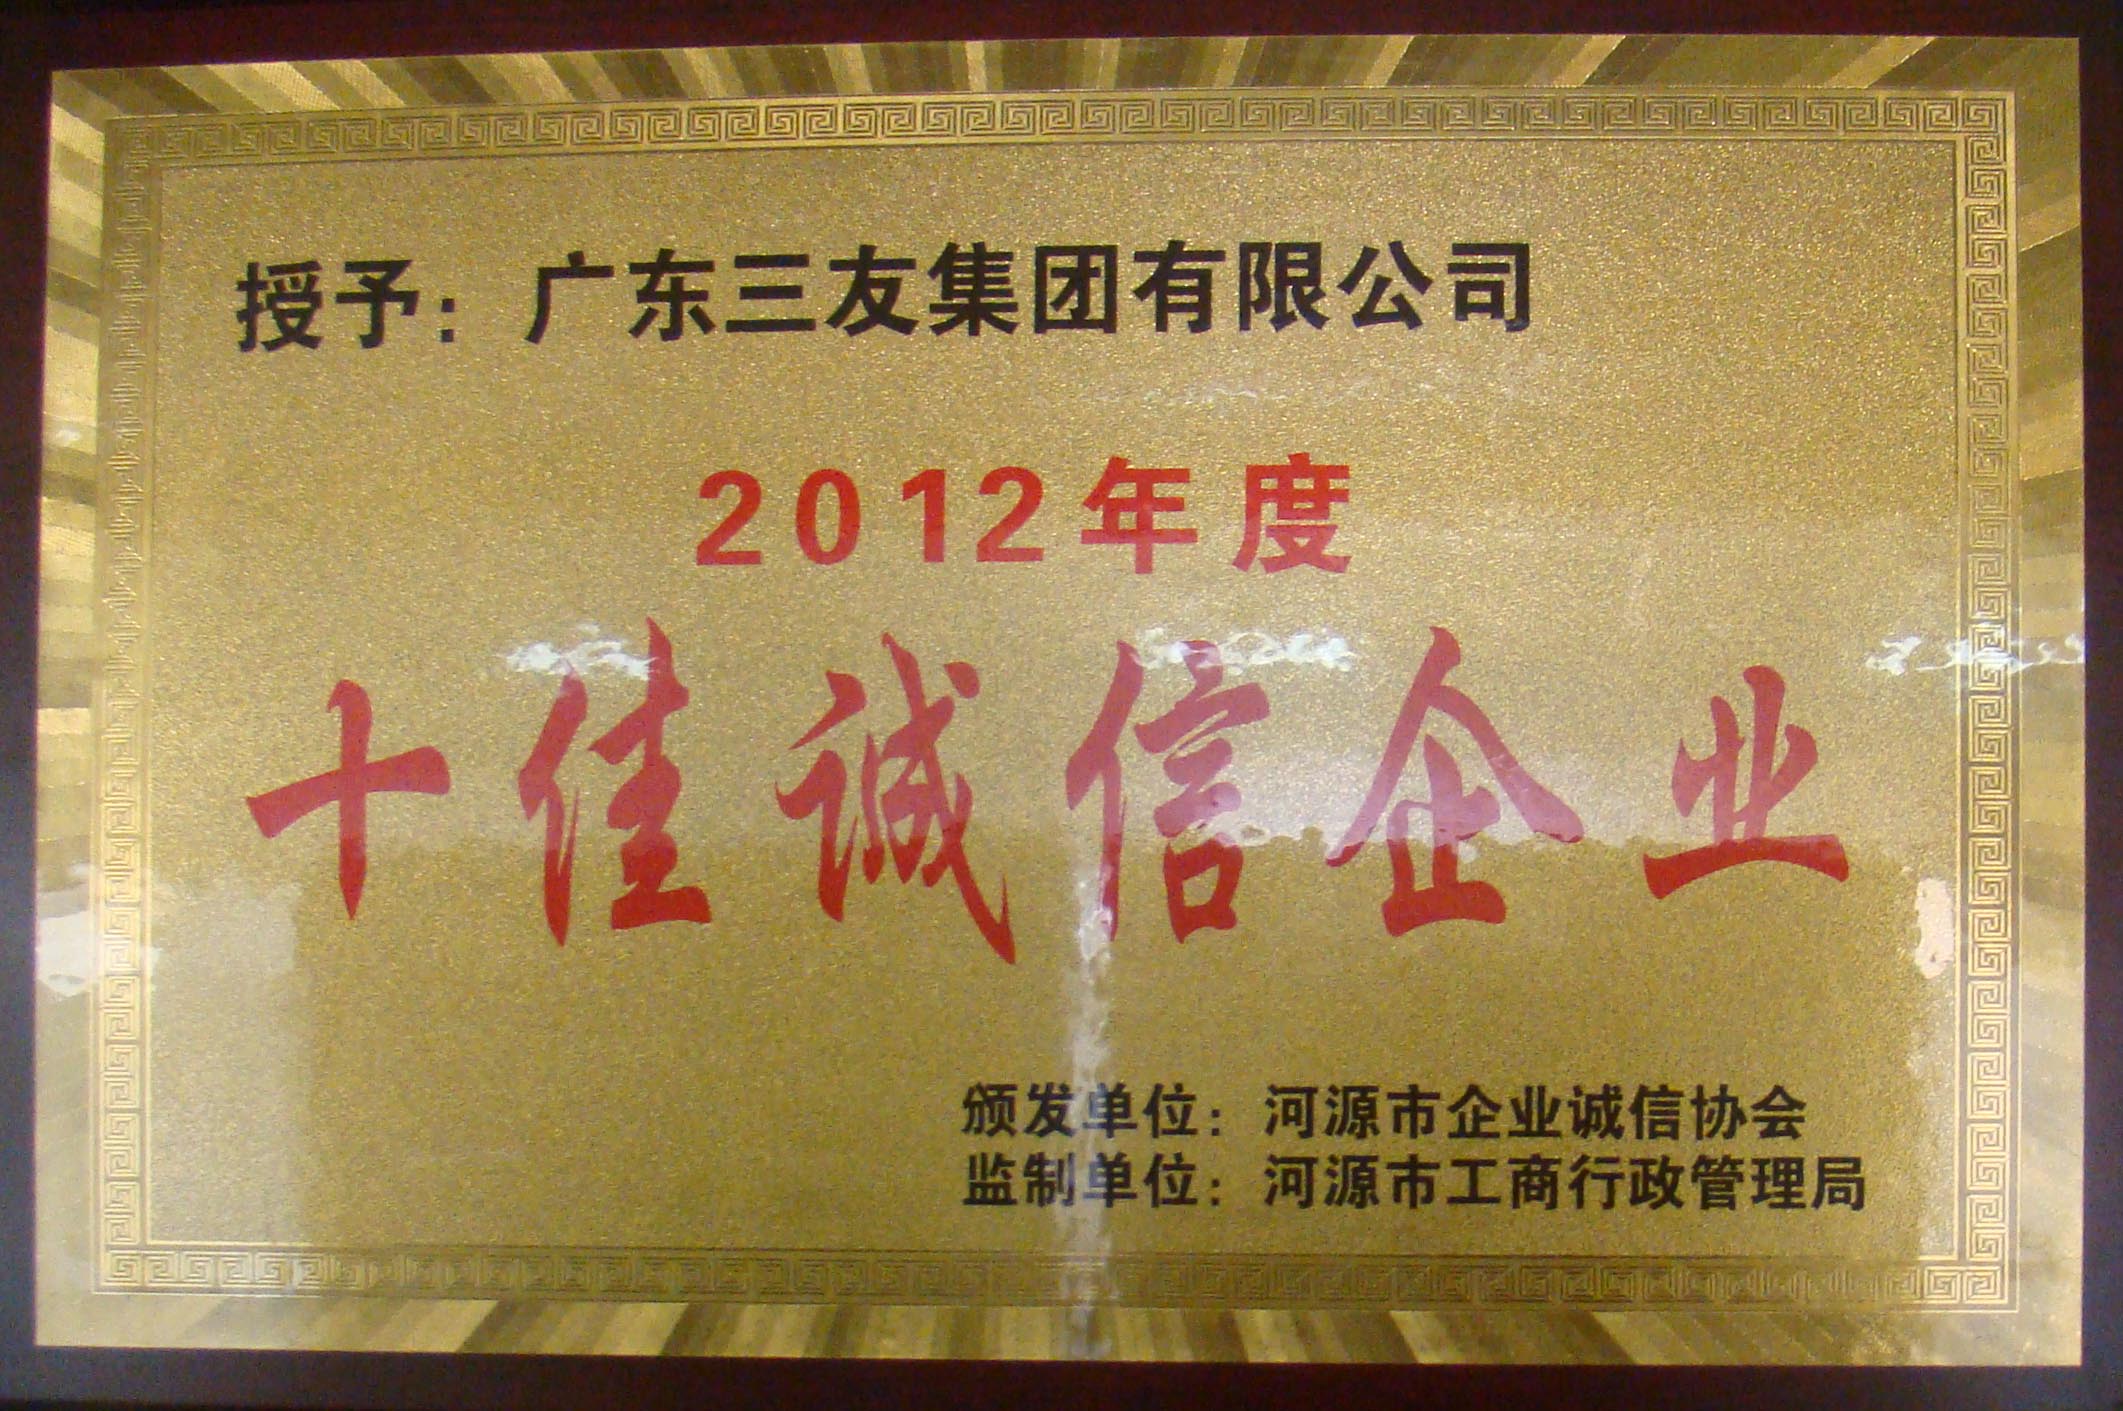 授予：广东三友集团有限公司
2012年度
十佳诚信企业
颁发单位：河源市企业诚信协会
监制单位：河源市工商行政管理局